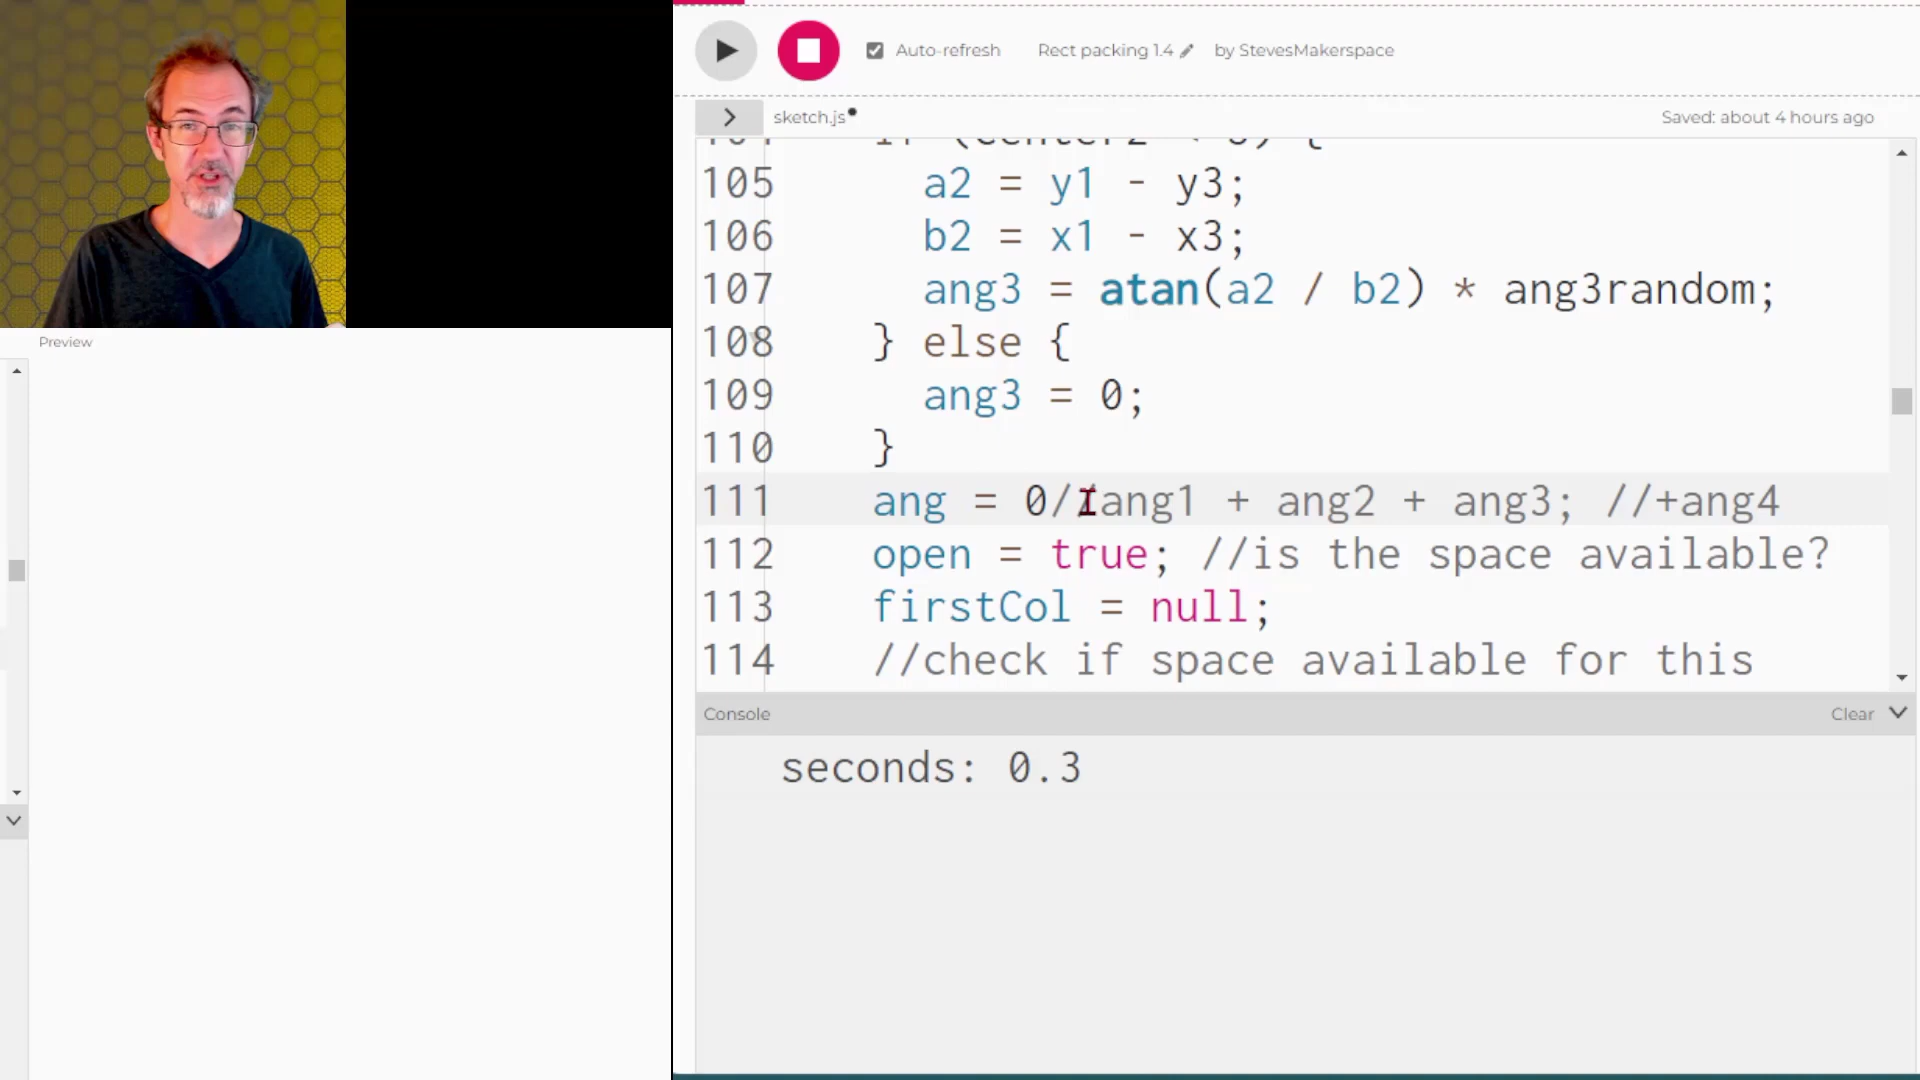 Auto-refresh Rect packing 1.4 by StevesMakerspace
sketch.js Saved: about 4 hours ago
105 a2 = y1 - y3;
106 b2 = x1 - x3;
107 ang3 = atan(a2 / b2) * ang3random;
108 } else {
109 ang3 = 0;
110 }
111 ang = 0//ang1 + ang2 + ang3; //+ang4
112 open = true; //is the space available?
113 firstCol = null;
114 //check if space available for this
Console Clear
seconds: 0.3
Preview